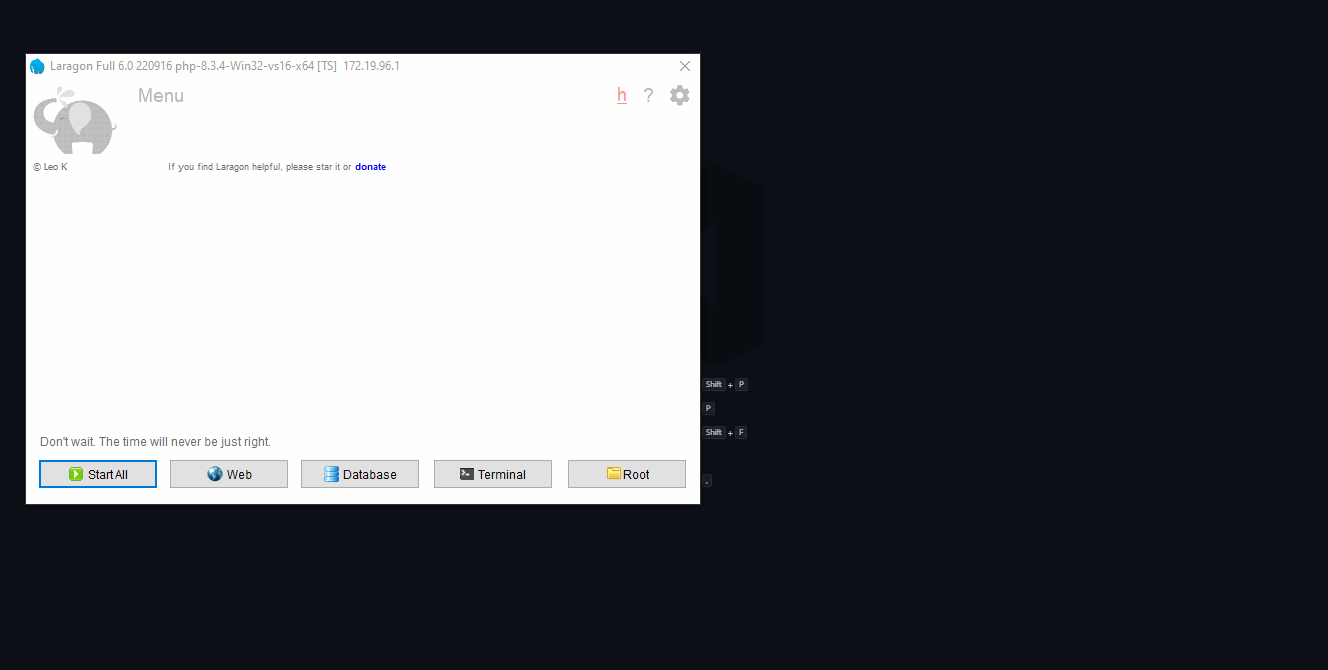 Laragon Full 6.0 220916 php-8.3.4-Win32-vs16-x64 [TS] 172.19.96.1
Menu
h ?
© Leo K
If you find Laragon helpful, please star it or donate
Shift + P
P
Shift + F
.
Don't wait. The time will never be just right.
Start All
Web
Database
Terminal
Root